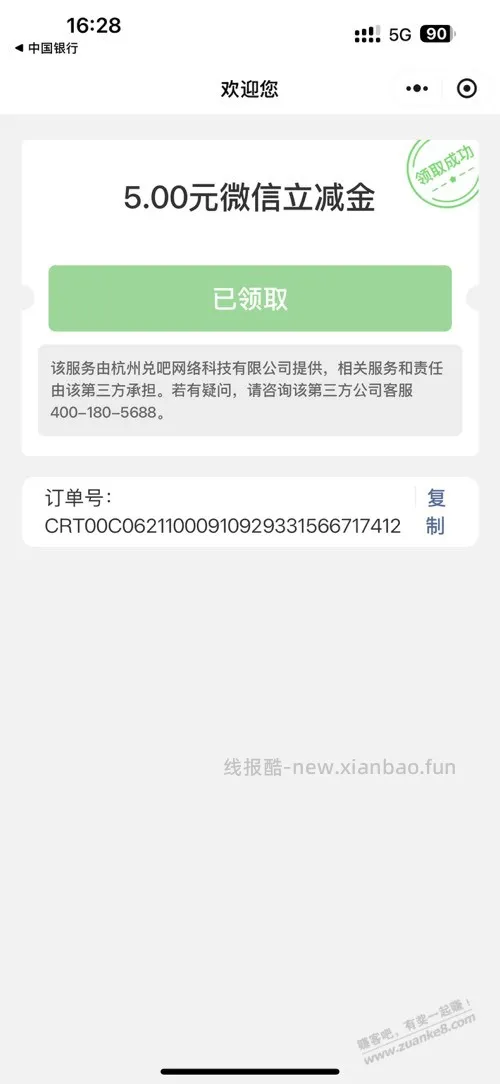 16:28
5G 90
中国银行
欢迎您
领取成功
5.00元微信立减金
已领取
该服务由杭州兑吧网络科技有限公司提供，相关服务和责任
由该第三方承担。若有疑问，请咨询该第三方公司客服
400-180-5688。
订单号：
CRT00C06211000910929331566717412
复
制
线报酷-new.xianbao.fun
赚客吧，有奖一起赚！
www.zuanke8.com